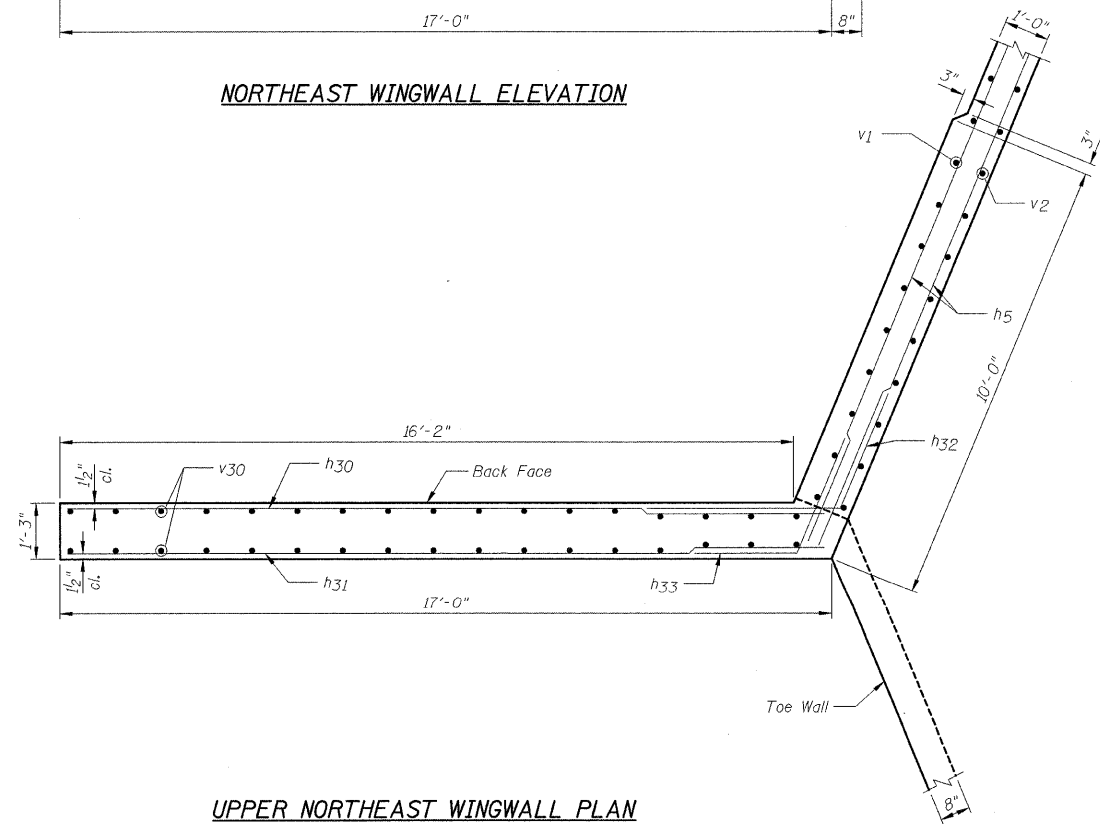 17'-0"
8"
1'-0"
NORTHEAST WINGWALL ELEVATION
3"
v1
3"
v2
h5
10'-0"
16'-2"
h32
1½" cl.
v30
h30
Back Face
1'-3"
1½" cl.
h31
h33
17'-0"
Toe Wall
8"
UPPER NORTHEAST WINGWALL PLAN